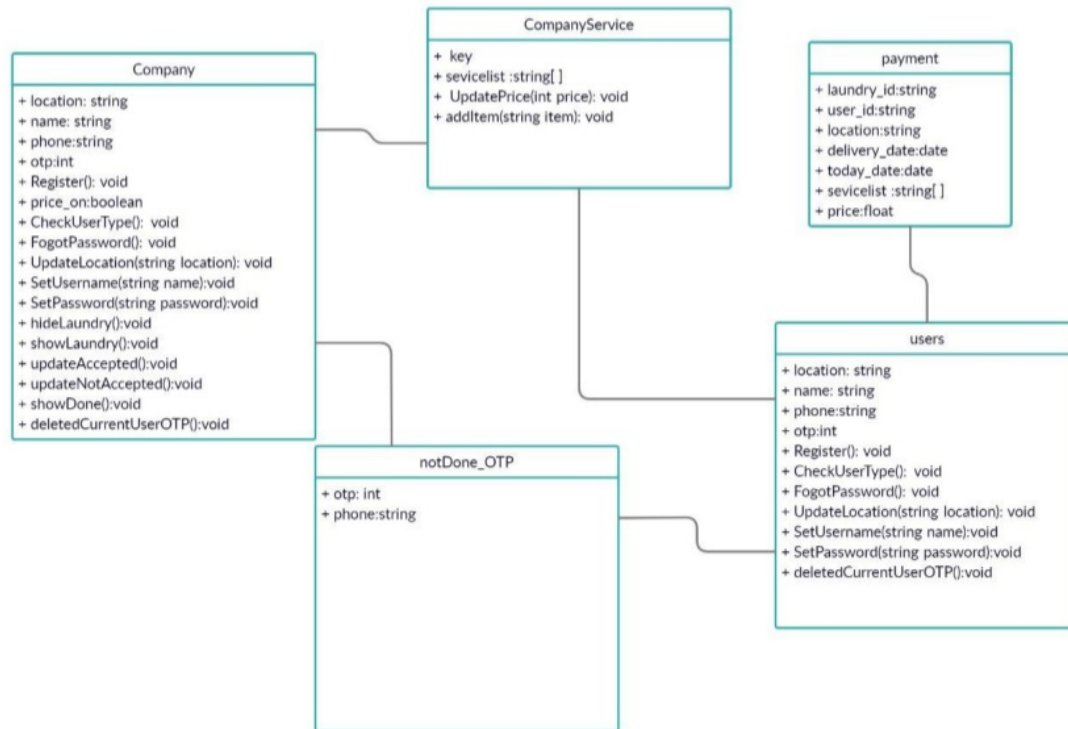 CompanyService
+ key
+ sevicelist :string[ ]
+ UpdatePrice(int price): void
+ addItem(string item): void
Company
+ location: string
+ name: string
+ phone:string
+ otp:int
+ Register(): void
+ price_on:boolean
+ CheckUserType(): void
+ FogotPassword(): void
+ UpdateLocation(string location): void
+ SetUsername(string name):void
+ SetPassword(string password):void
+ hideLaundry():void
+ showLaundry():void
+ updateAccepted():void
+ updateNotAccepted():void
+ showDone():void
+ deletedCurrentUserOTP():void
payment
+ laundry_id:string
+ user_id:string
+ location:string
+ delivery_date:date
+ today_date:date
+ sevicelist :string[ ]
+ price:float
users
+ location: string
+ name: string
+ phone:string
+ otp:int
+ Register(): void
+ CheckUserType(): void
+ FogotPassword(): void
+ UpdateLocation(string location): void
+ SetUsername(string name):void
+ SetPassword(string password):void
+ deletedCurrentUserOTP():void
notDone_OTP
+ otp: int
+ phone:string